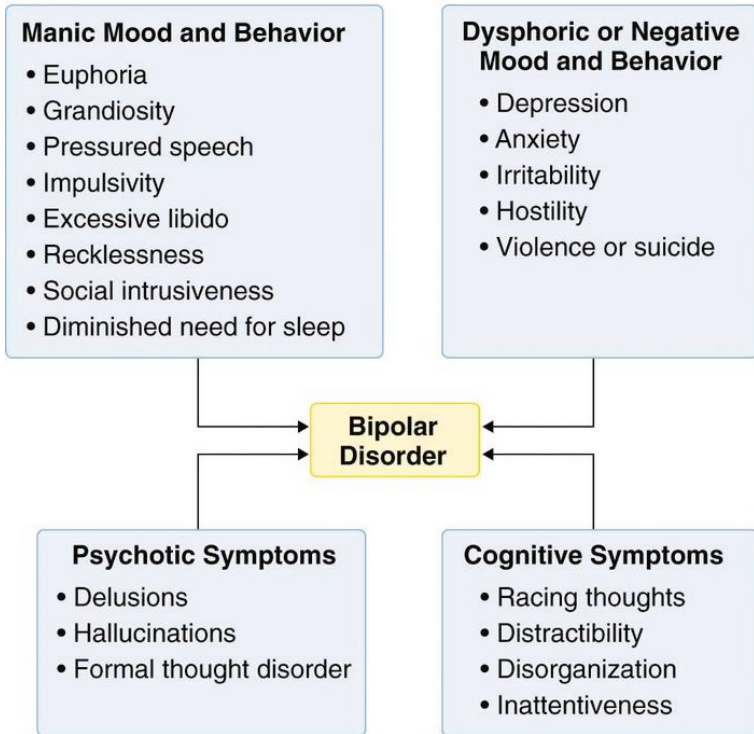 Manic Mood and Behavior
• Euphoria
• Grandiosity
• Pressured speech
• Impulsivity
• Excessive libido
• Recklessness
• Social intrusiveness
• Diminished need for sleep
Dysphoric or Negative
Mood and Behavior
• Depression
• Anxiety
• Irritability
• Hostility
• Violence or suicide
Bipolar
Disorder
Psychotic Symptoms
• Delusions
• Hallucinations
• Formal thought disorder
Cognitive Symptoms
• Racing thoughts
• Distractibility
• Disorganization
• Inattentiveness